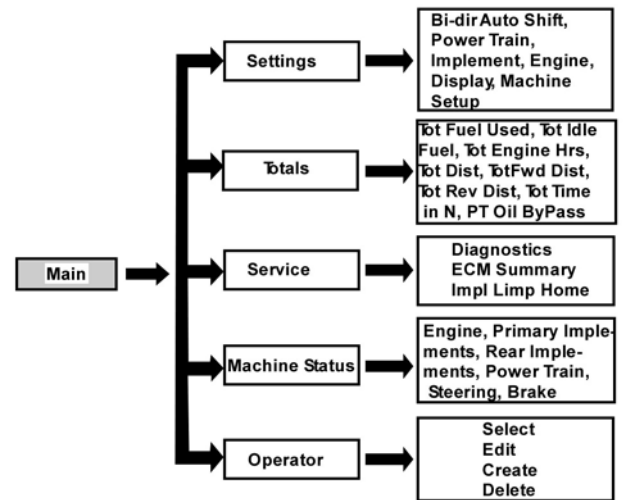 Main
Settings
Bi-dir Auto Shift,
Power Train,
Implement, Engine,
Display, Machine
Setup
Totals
Tot Fuel Used, Tot Idle
Fuel, Tot Engine Hrs,
Tot Dist, TotFwd Dist,
Tot Rev Dist, Tot Time
in N, PT Oil ByPass
Service
Diagnostics
ECM Summary
Impl Limp Home
Machine Status
Engine, Primary Imple-
ments, Rear Imple-
ments, Power Train,
Steering, Brake
Operator
Select
Edit
Create
Delete